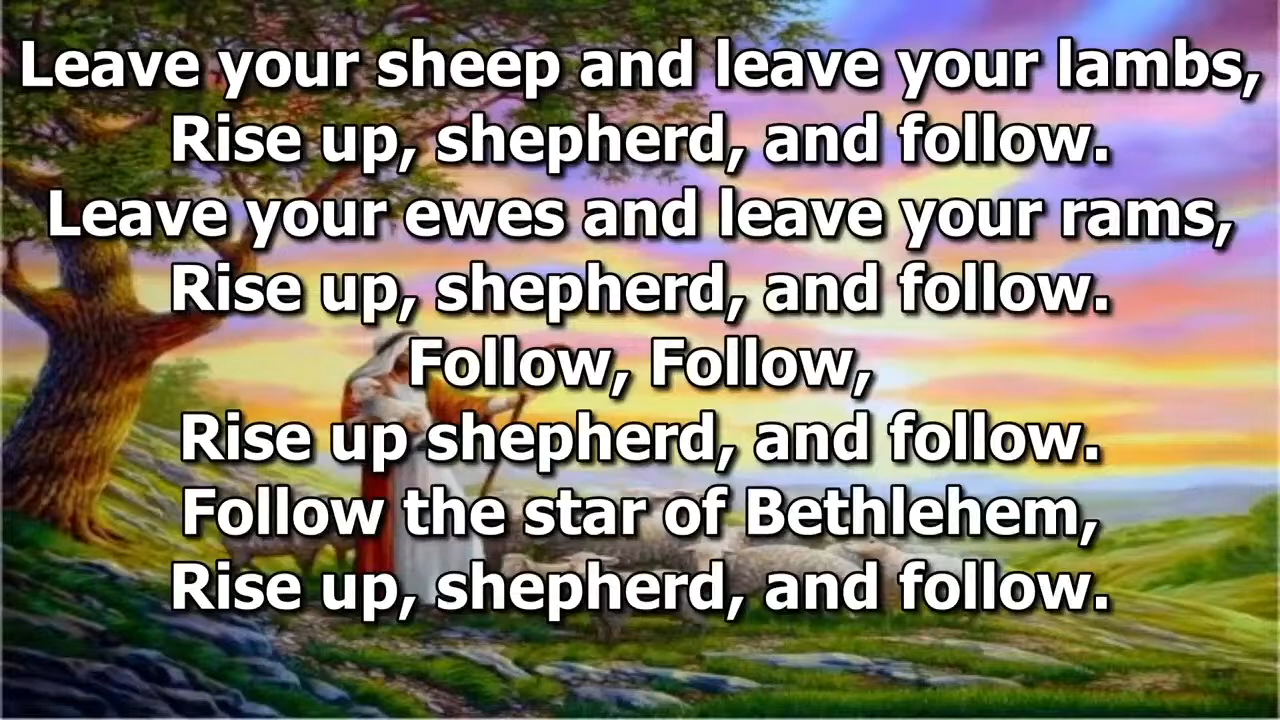 Leave your sheep and leave your lambs,
Rise up, shepherd, and follow.
Leave your ewes and leave your rams,
Rise up, shepherd, and follow.
Follow, Follow,
Rise up shepherd, and follow.
Follow the star of Bethlehem,
Rise up, shepherd, and follow.